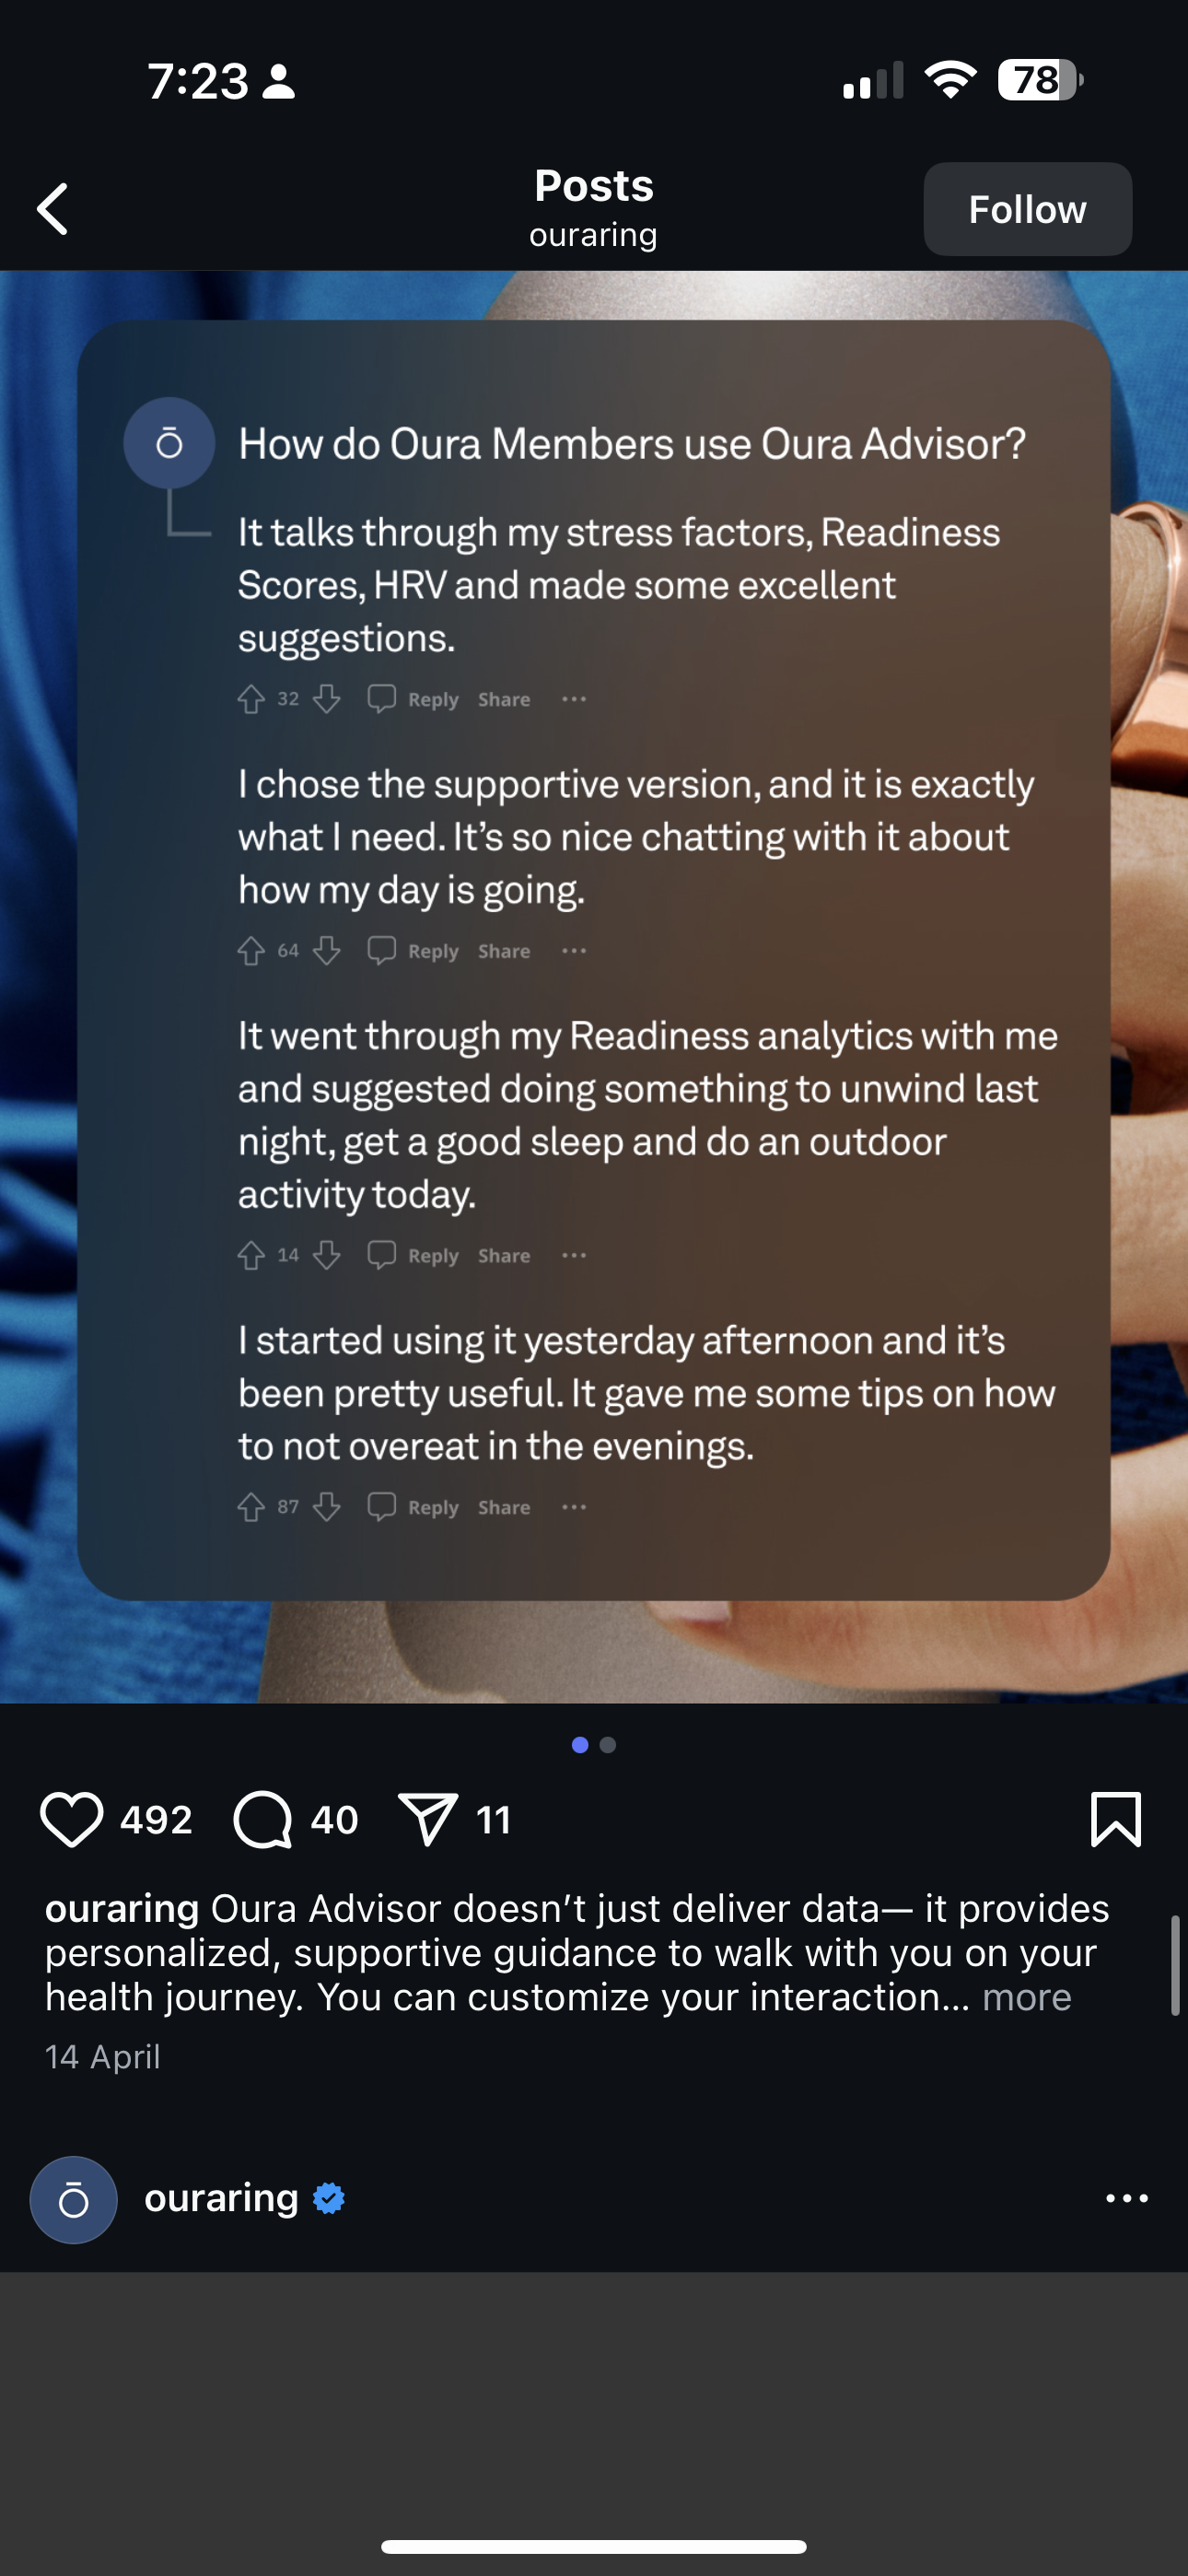 7:23
78
Posts
ouraring
Follow
How do Oura Members use Oura Advisor?
It talks through my stress factors, Readiness
Scores, HRV and made some excellent
suggestions.
32 Reply Share ...
I chose the supportive version, and it is exactly
what I need. It’s so nice chatting with it about
how my day is going.
64 Reply Share ...
It went through my Readiness analytics with me
and suggested doing something to unwind last
night, get a good sleep and do an outdoor
activity today.
14 Reply Share ...
I started using it yesterday afternoon and it’s
been pretty useful. It gave me some tips on how
to not overeat in the evenings.
87 Reply Share ...
492 40 11
ouraring Oura Advisor doesn’t just deliver data— it provides
personalized, supportive guidance to walk with you on your
health journey. You can customize your interaction... more
14 April
ouraring